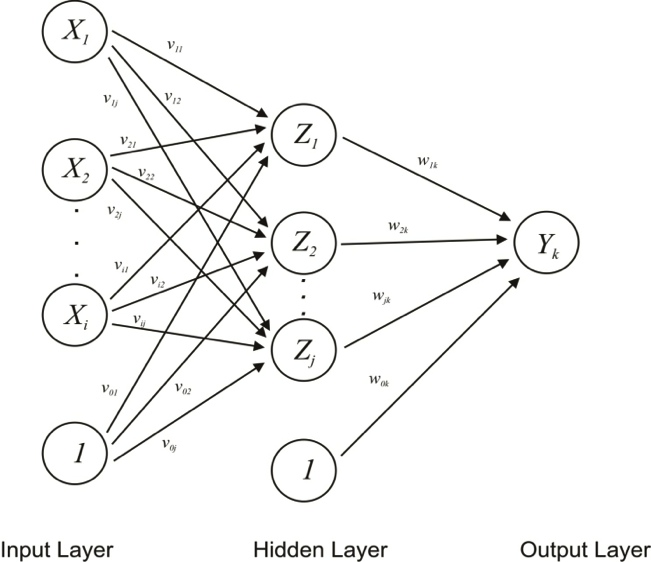 X1
v11
v12
v1j
Z1
v21
X2
v22
w1k
v2j
w2k
Z2
Yk
vi1
vi2
wjk
Xi
vij
Zj
v01
v02
w0k
v0j
1
1
Input Layer
Hidden Layer
Output Layer